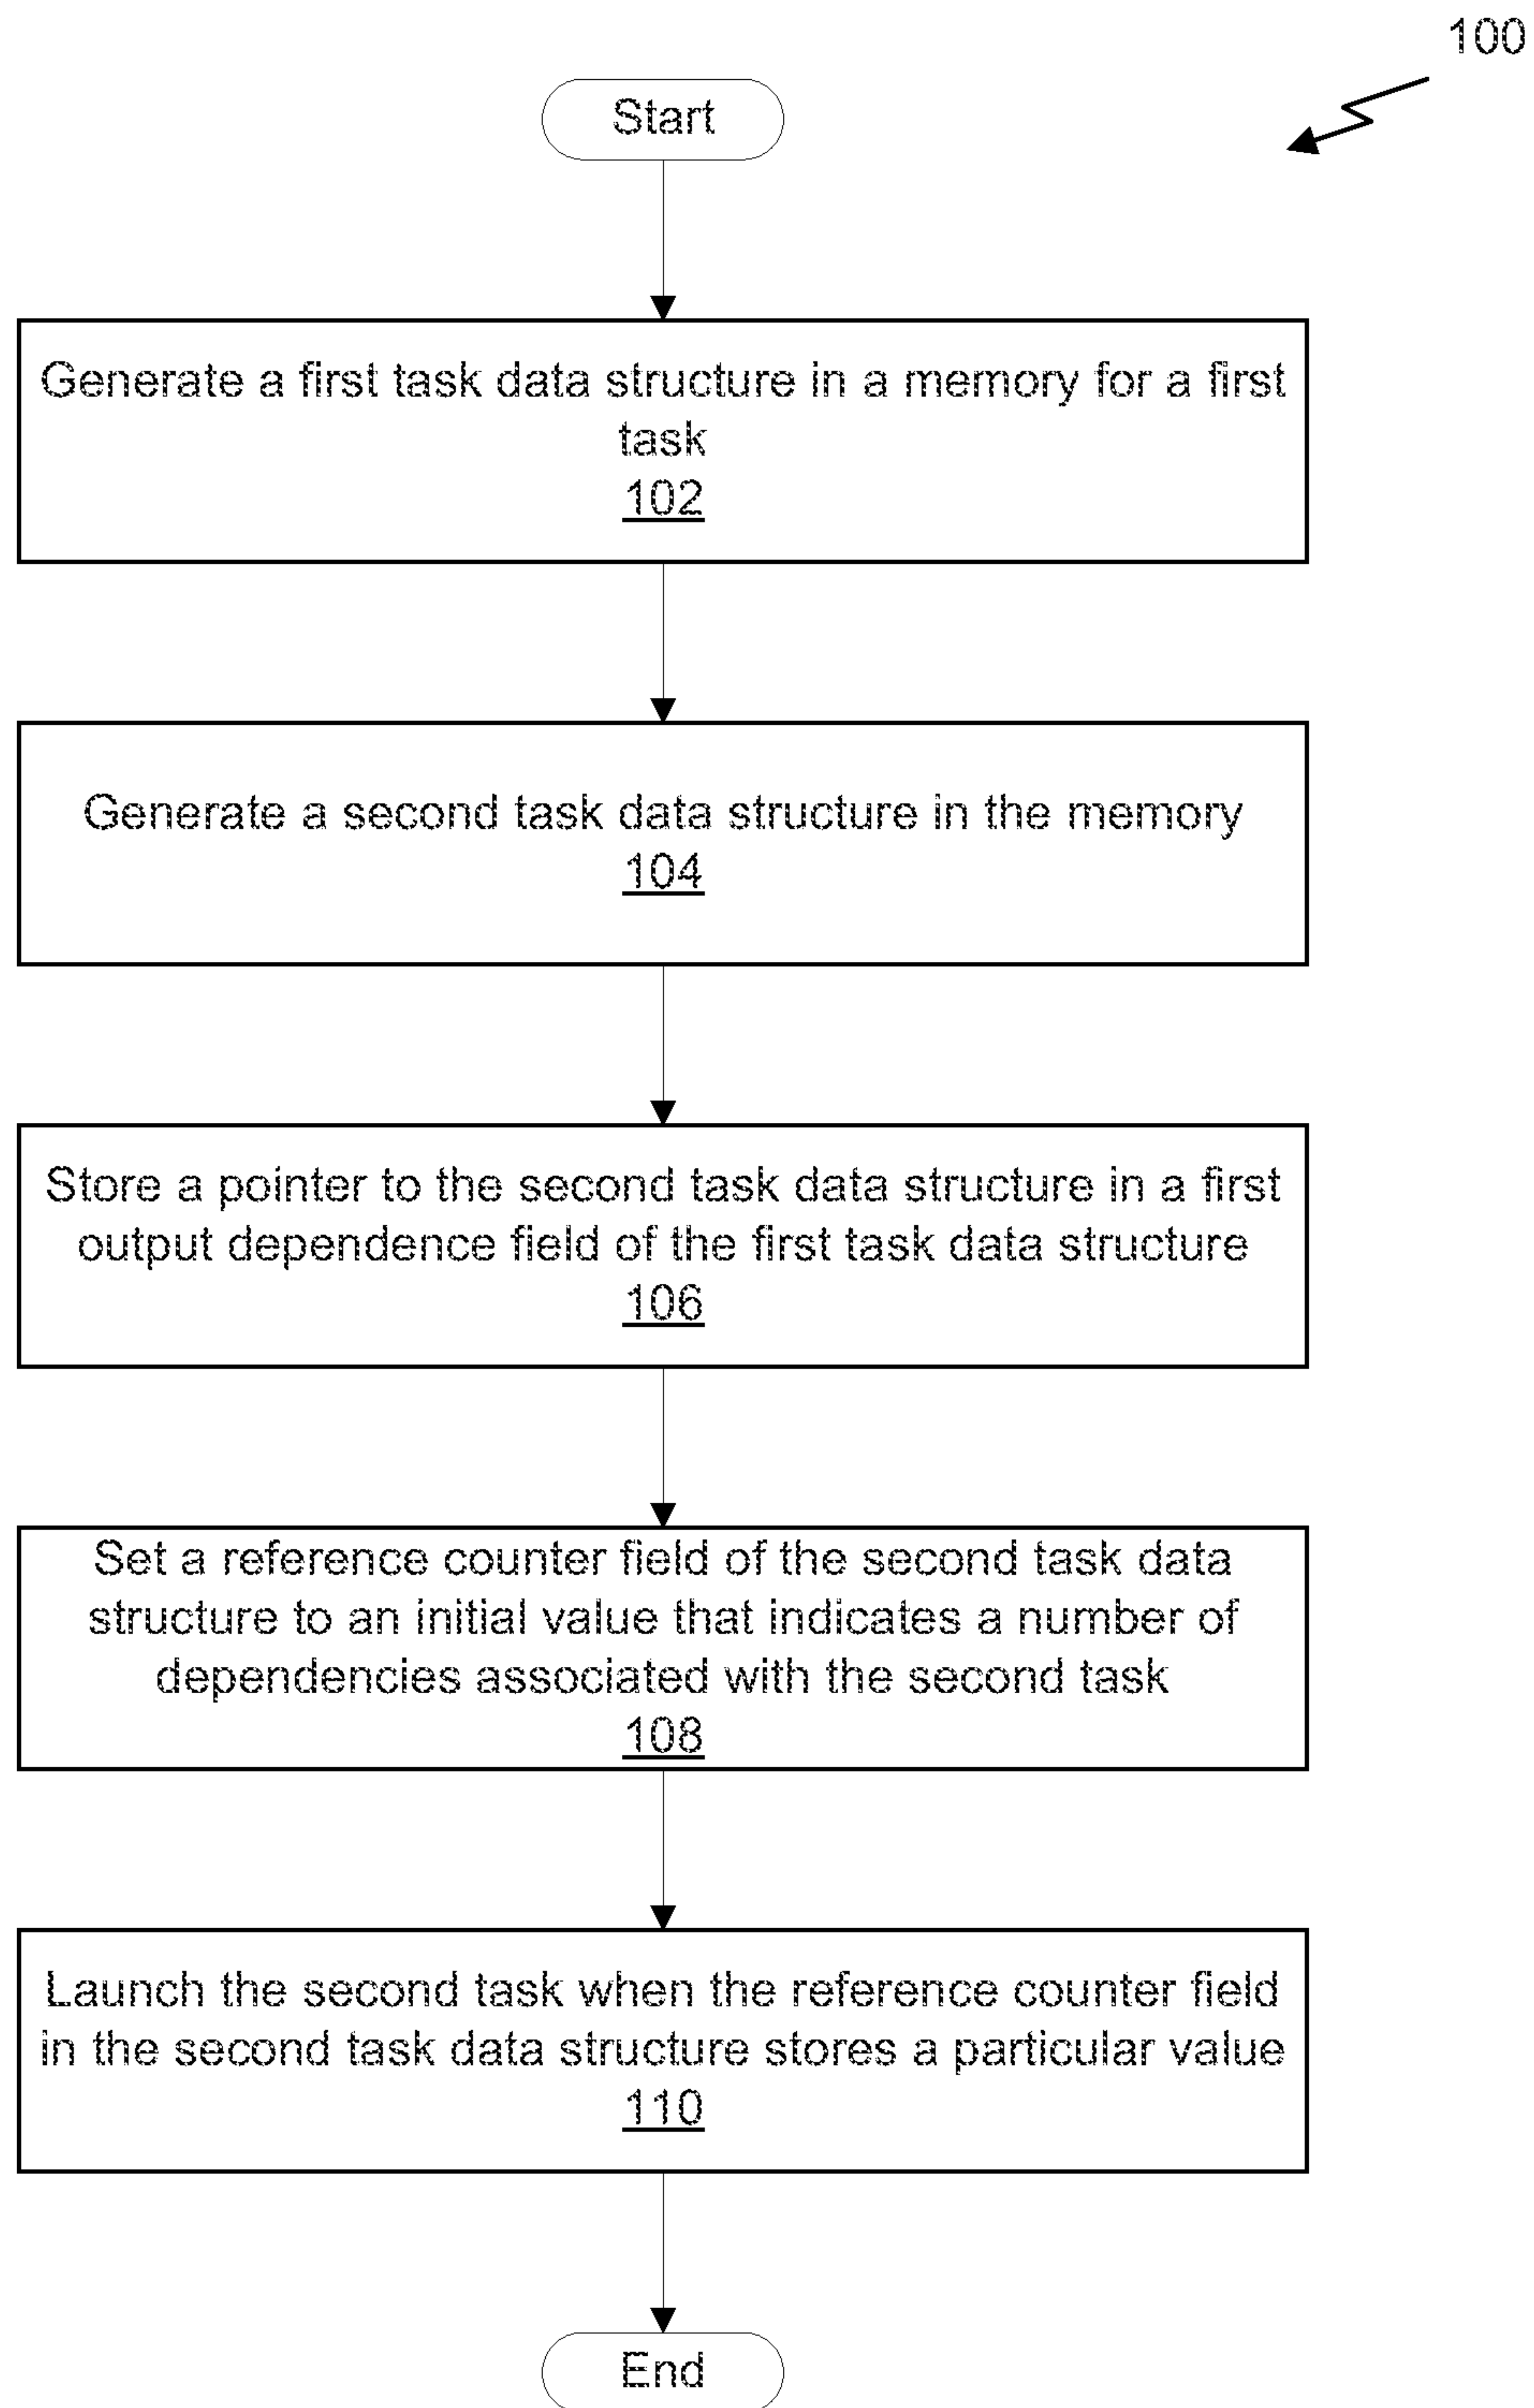 100
Start
Generate a first task data structure in a memory for a first
task
102
Generate a second task data structure in the memory
104
Store a pointer to the second task data structure in a first
output dependence field of the first task data structure
106
Set a reference counter field of the second task data
structure to an initial value that indicates a number of
dependencies associated with the second task
108
Launch the second task when the reference counter field
in the second task data structure stores a particular value
110
End